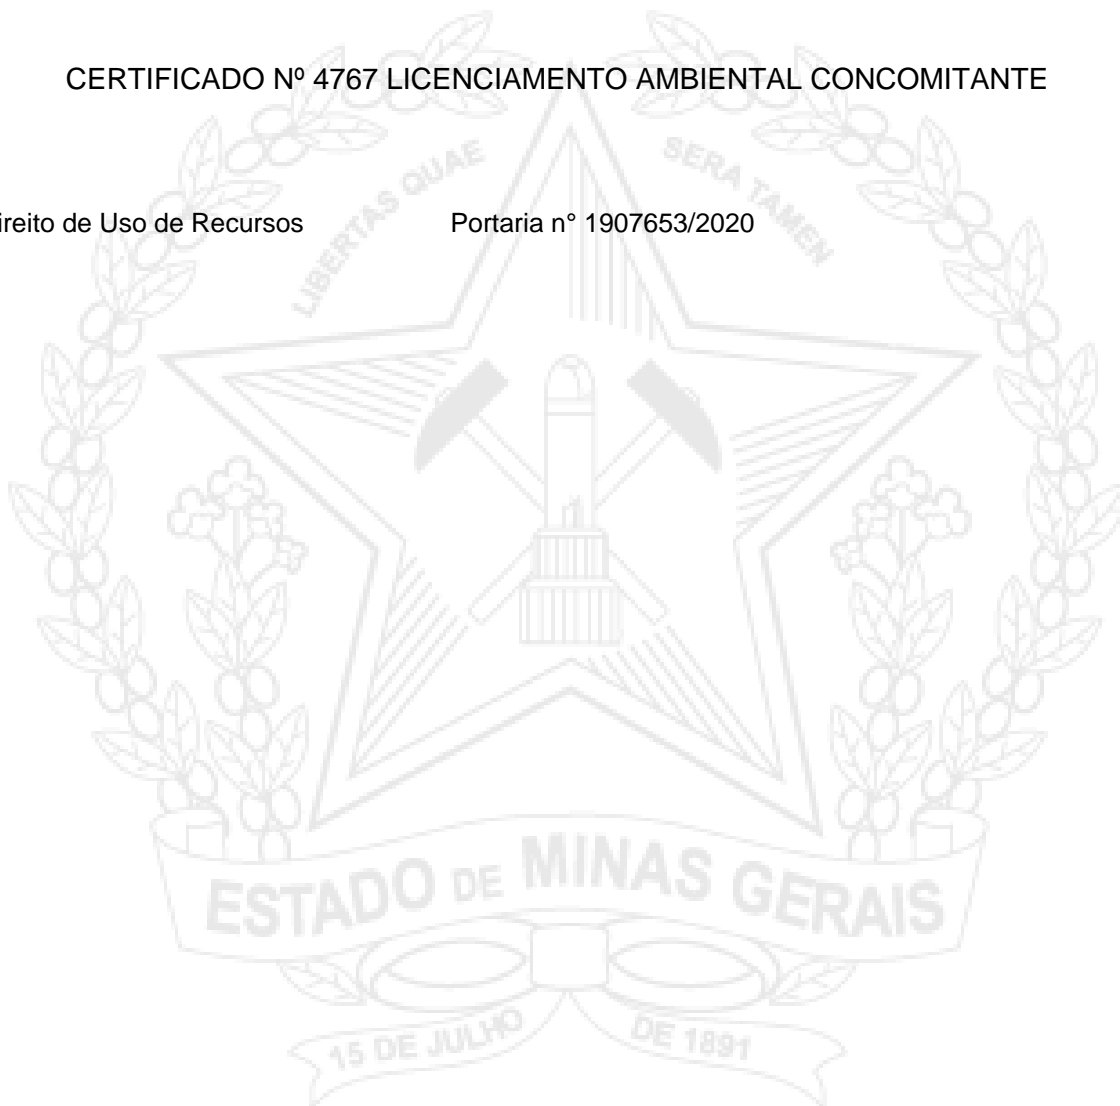 CERTIFICADO Nº 4767 LICENCIAMENTO AMBIENTAL CONCOMITANTE
LIBERTAS QUAE SERA TAMEN
ireito de Uso de Recursos Portaria n° 1907653/2020
ESTADO DE MINAS GERAIS
15 DE JULHO DE 1891